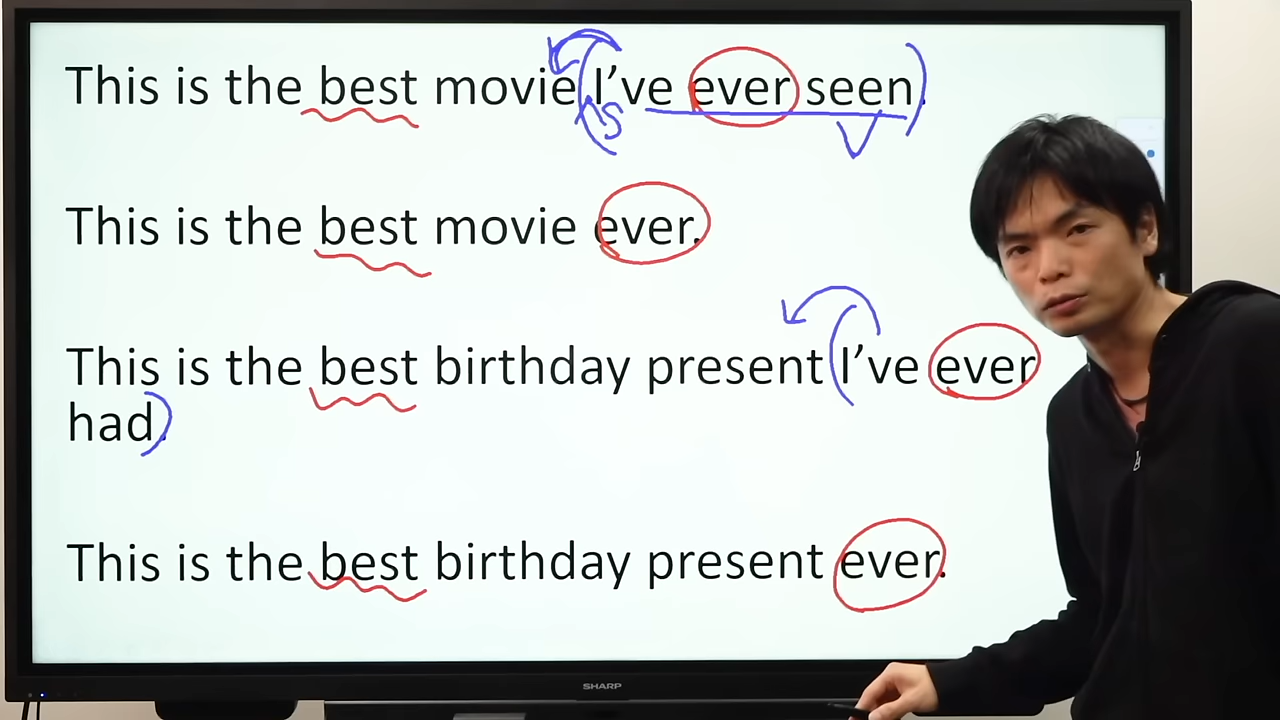 This is the best movie I've ever seen.
S
V
This is the best movie ever.
This is the best birthday present I've ever
had.
This is the best birthday present ever.
SHARP